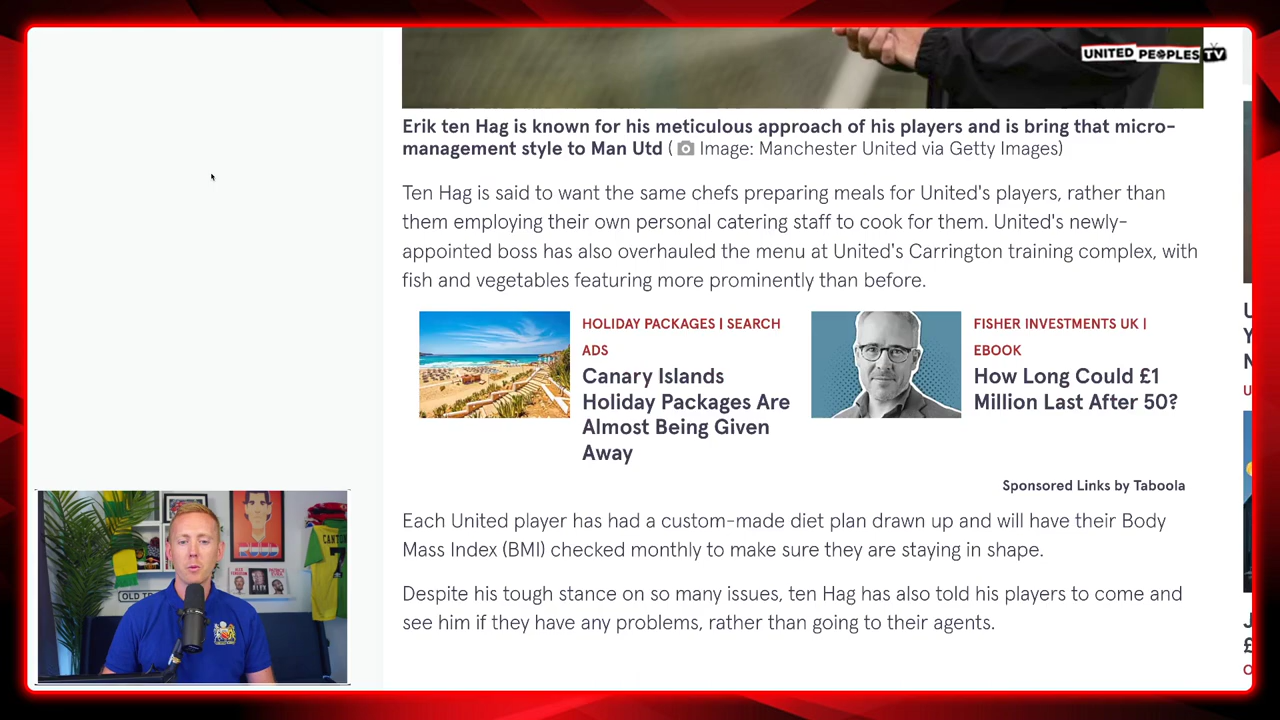 UNITED PEOPLES TV
Erik ten Hag is known for his meticulous approach of his players and is bring that micro-
management style to Man Utd ( Image: Manchester United via Getty Images)
Ten Hag is said to want the same chefs preparing meals for United's players, rather than
them employing their own personal catering staff to cook for them. United's newly-
appointed boss has also overhauled the menu at United's Carrington training complex, with
fish and vegetables featuring more prominently than before.
HOLIDAY PACKAGES | SEARCH
ADS
Canary Islands
Holiday Packages Are
Almost Being Given
Away
FISHER INVESTMENTS UK |
EBOOK
How Long Could £1
Million Last After 50?
Sponsored Links by Taboola
Each United player has had a custom-made diet plan drawn up and will have their Body
Mass Index (BMI) checked monthly to make sure they are staying in shape.
Despite his tough stance on so many issues, ten Hag has also told his players to come and
see him if they have any problems, rather than going to their agents.
OLD TR
CANTON
7